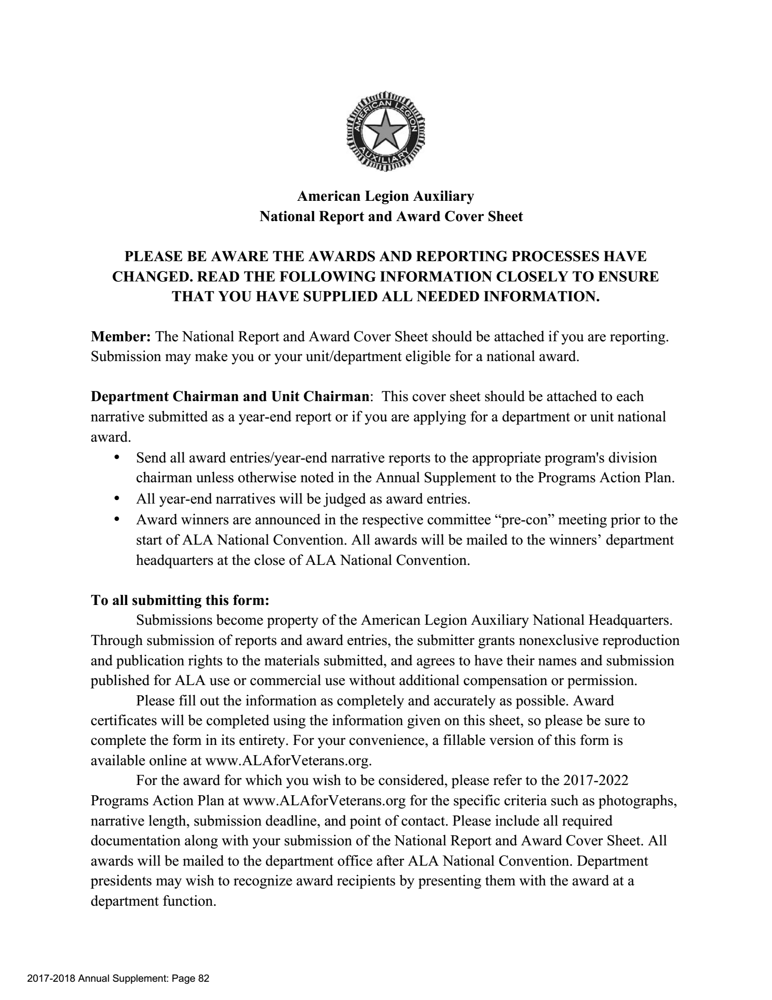 AMERICAN LEGION
AUXILIARY
American Legion Auxiliary
National Report and Award Cover Sheet
PLEASE BE AWARE THE AWARDS AND REPORTING PROCESSES HAVE
CHANGED. READ THE FOLLOWING INFORMATION CLOSELY TO ENSURE
THAT YOU HAVE SUPPLIED ALL NEEDED INFORMATION.
Member: The National Report and Award Cover Sheet should be attached if you are reporting.
Submission may make you or your unit/department eligible for a national award.
Department Chairman and Unit Chairman:  This cover sheet should be attached to each
narrative submitted as a year-end report or if you are applying for a department or unit national
award.
• Send all award entries/year-end narrative reports to the appropriate program's division
chairman unless otherwise noted in the Annual Supplement to the Programs Action Plan.
• All year-end narratives will be judged as award entries.
• Award winners are announced in the respective committee “pre-con” meeting prior to the
start of ALA National Convention. All awards will be mailed to the winners’ department
headquarters at the close of ALA National Convention.
To all submitting this form:
Submissions become property of the American Legion Auxiliary National Headquarters.
Through submission of reports and award entries, the submitter grants nonexclusive reproduction
and publication rights to the materials submitted, and agrees to have their names and submission
published for ALA use or commercial use without additional compensation or permission.
Please fill out the information as completely and accurately as possible. Award
certificates will be completed using the information given on this sheet, so please be sure to
complete the form in its entirety. For your convenience, a fillable version of this form is
available online at www.ALAforVeterans.org.
For the award for which you wish to be considered, please refer to the 2017-2022
Programs Action Plan at www.ALAforVeterans.org for the specific criteria such as photographs,
narrative length, submission deadline, and point of contact. Please include all required
documentation along with your submission of the National Report and Award Cover Sheet. All
awards will be mailed to the department office after ALA National Convention. Department
presidents may wish to recognize award recipients by presenting them with the award at a
department function.
2017-2018 Annual Supplement: Page 82